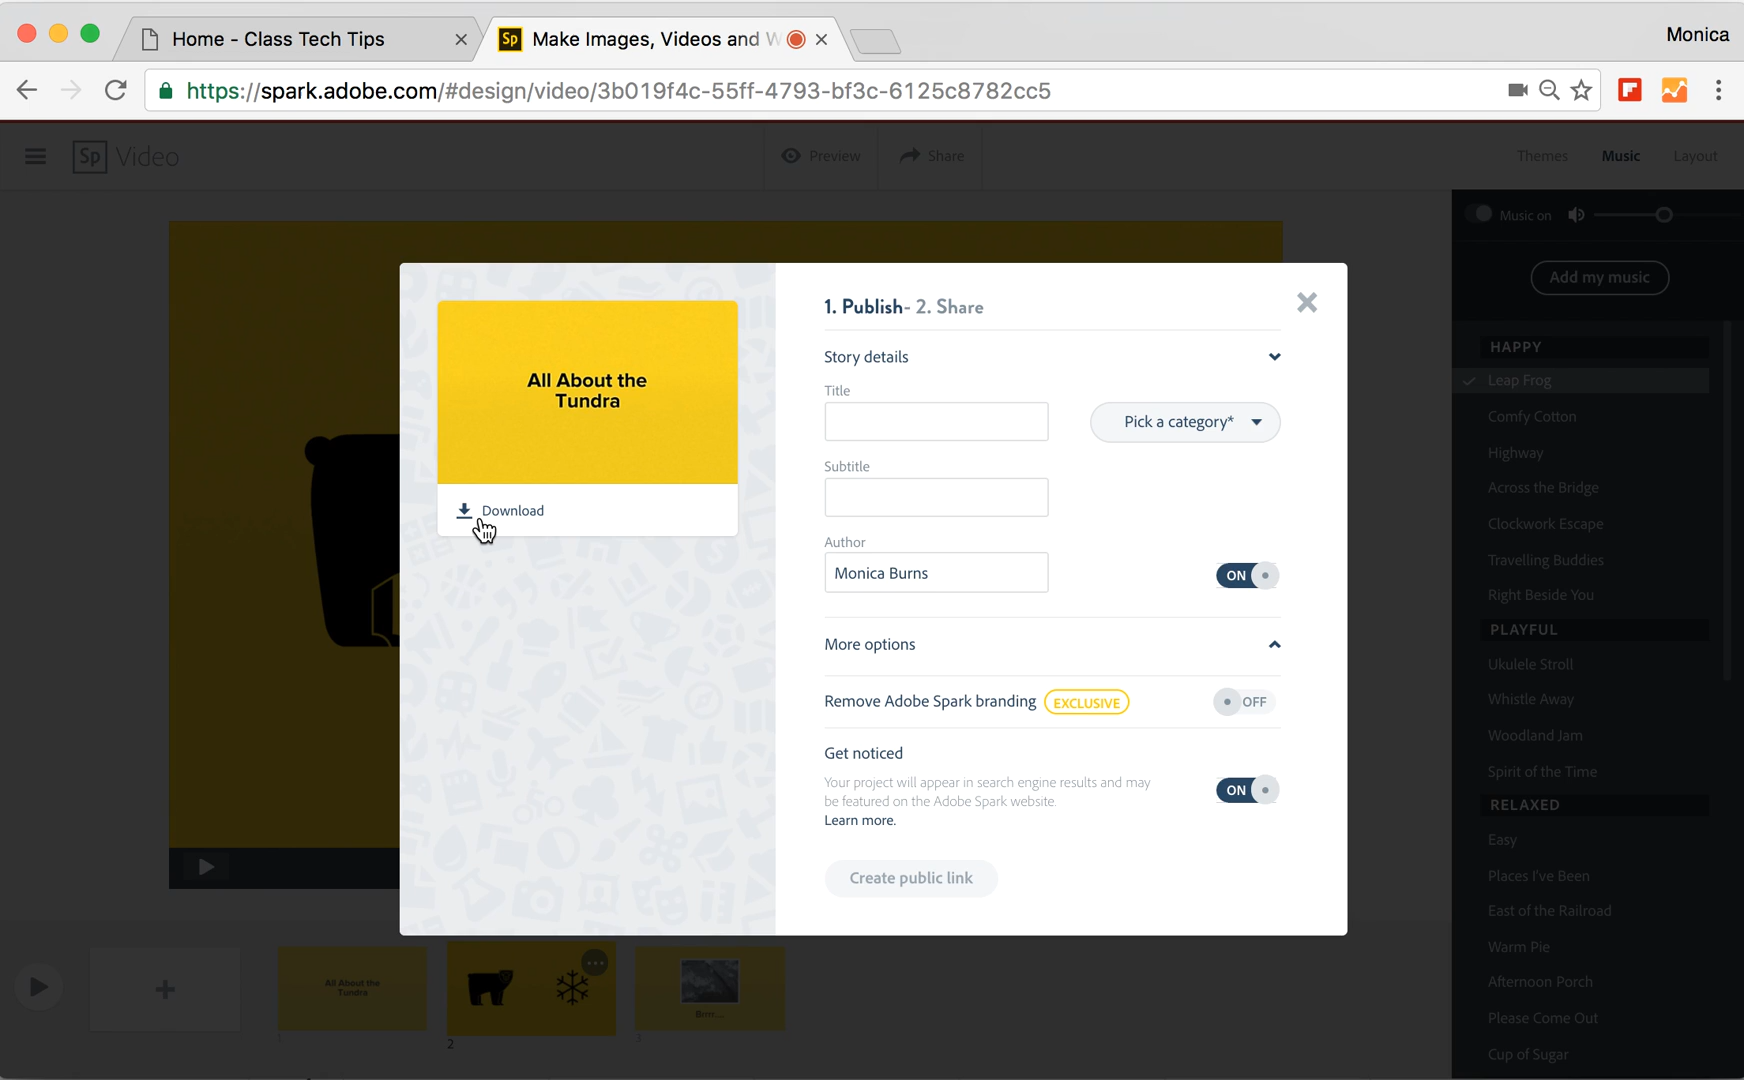 Home - Class Tech Tips
Sp Make Images, Videos and W
Monica
https://spark.adobe.com/#design/video/3b019f4c-55ff-4793-bf3c-6125c8782cc5
Sp Video
Preview
Share
Themes
Music
Layout
Music on
Add my music
HAPPY
Leap Frog
Comfy Cotton
Highway
Across the Bridge
Clockwork Escape
Travelling Buddies
Right Beside You
PLAYFUL
Ukulele Stroll
Whistle Away
Woodland Jam
Spirit of the Time
RELAXED
Easy
Places I've Been
East of the Railroad
Warm Pie
Afternoon Porch
Please Come Out
Cup of Sugar
All About the
Tundra
Download
1. Publish- 2. Share
Story details
Title
Pick a category*
Subtitle
Author
Monica Burns
ON
More options
Remove Adobe Spark branding EXCLUSIVE
OFF
Get noticed
Your project will appear in search engine results and may
be featured on the Adobe Spark website.
Learn more.
ON
Create public link
All About the
Tundra
Brrr...
1
2
3